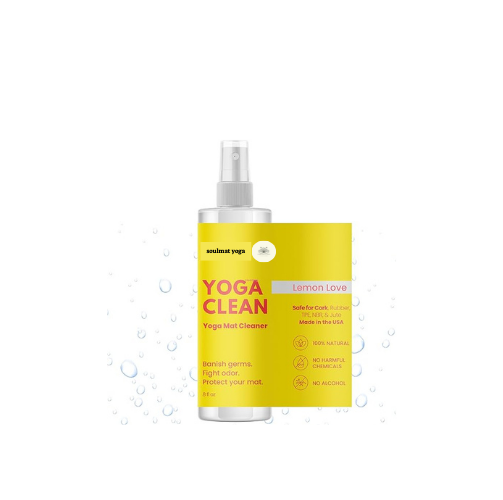 soulmat yoga
YOGA
CLEAN
Yoga Mat Cleaner
Banish germs.
Fight odor.
Protect your mat.
8 fl oz
Lemon Love
Safe for Cork, Rubber,
TPE, NBR, & Jute
Made in the USA.
100% NATURAL
NO HARMFUL
CHEMICALS
NO ALCOHOL